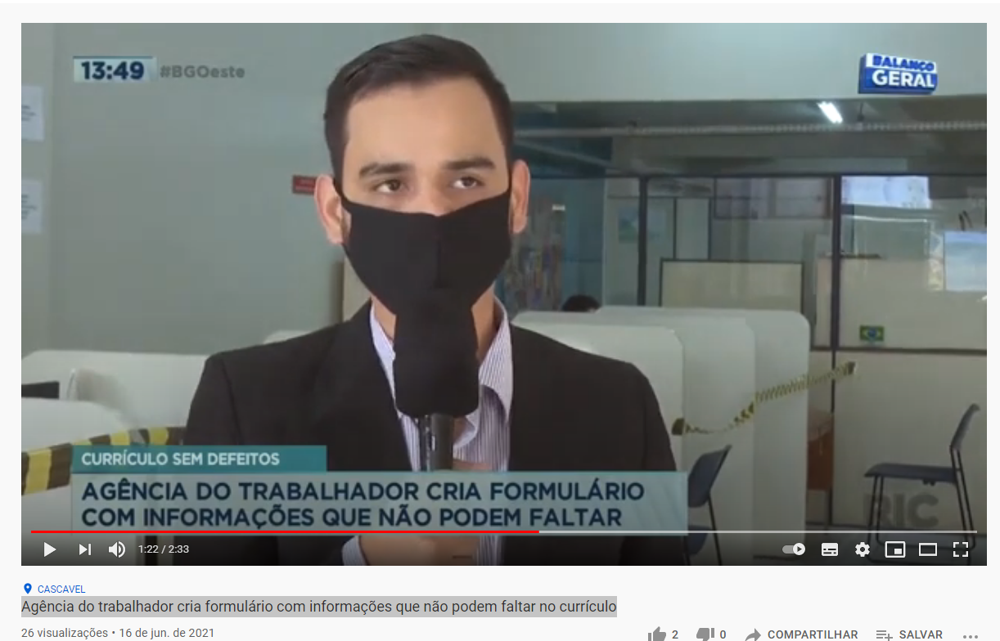 13:49 #BGOeste
BALANÇO
GERAL
CURRÍCULO SEM DEFEITOS
AGÊNCIA DO TRABALHADOR CRIA FORMULÁRIO
COM INFORMAÇÕES QUE NÃO PODEM FALTAR
RIC
1:22 / 2:33
CASCAVEL
Agência do trabalhador cria formulário com informações que não podem faltar no currículo
26 visualizações • 16 de jun. de 2021
2 0 COMPARTILHAR SALVAR ...